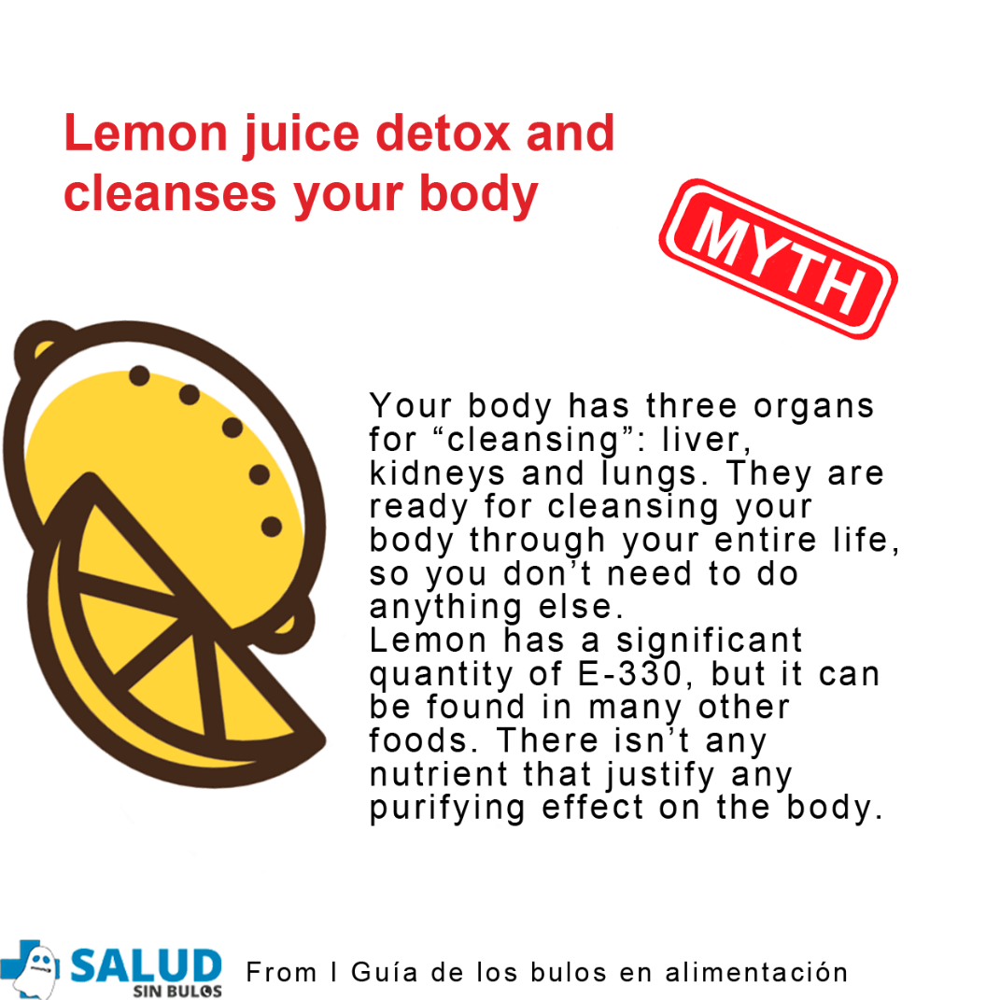 Lemon juice detox and
cleanses your body
MYTH
Your body has three organs
for “cleansing”: liver,
kidneys and lungs. They are
ready for cleansing your
body through your entire life,
so you don’t need to do
anything else.
Lemon has a significant
quantity of E-330, but it can
be found in many other
foods. There isn’t any
nutrient that justify any
purifying effect on the body.
SALUD
SIN BULOS
From I Guía de los bulos en alimentación